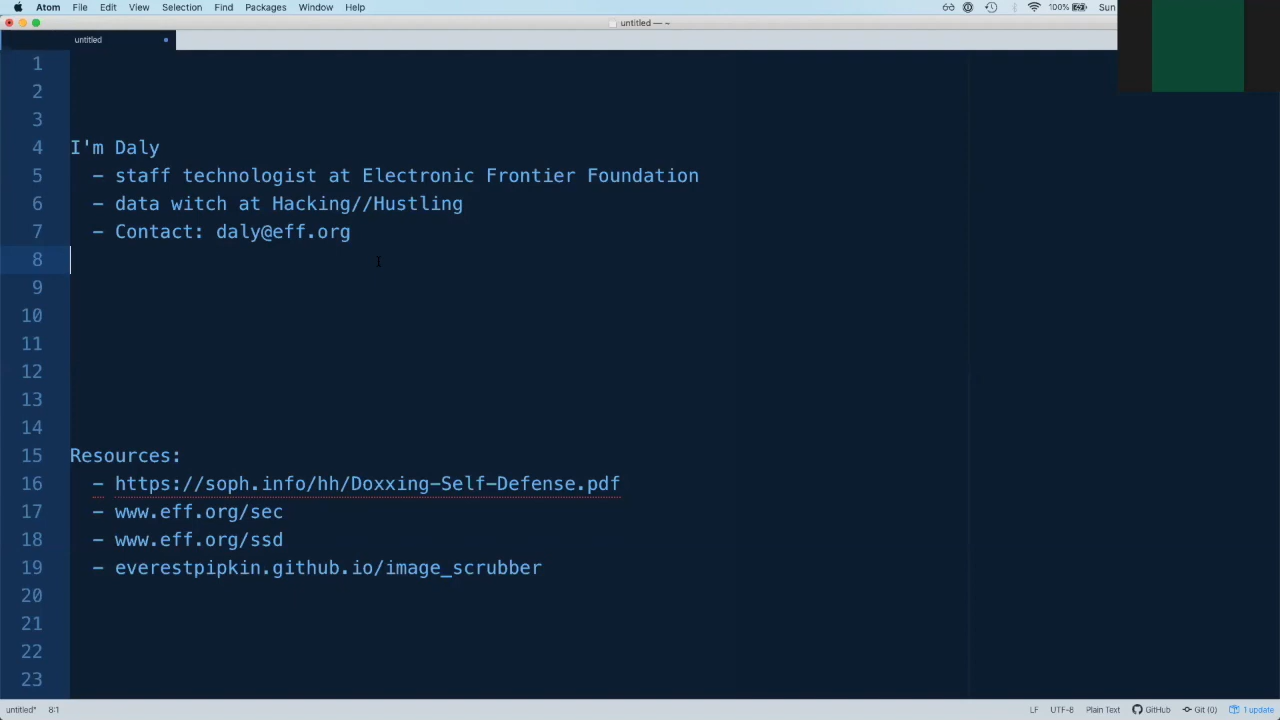 Atom File Edit View Selection Find Packages Window Help 100% Sun
untitled — ~
untitled
1
2
3
4 I'm Daly
5 - staff technologist at Electronic Frontier Foundation
6 - data witch at Hacking//Hustling
7 - Contact: daly@eff.org
8
9
10
11
12
13
14
15 Resources:
16 - https://soph.info/hh/Doxxing-Self-Defense.pdf
17 - www.eff.org/sec
18 - www.eff.org/ssd
19 - everestpipkin.github.io/image_scrubber
20
21
22
23
untitled* 8:1 LF UTF-8 Plain Text GitHub Git (0) 1 update